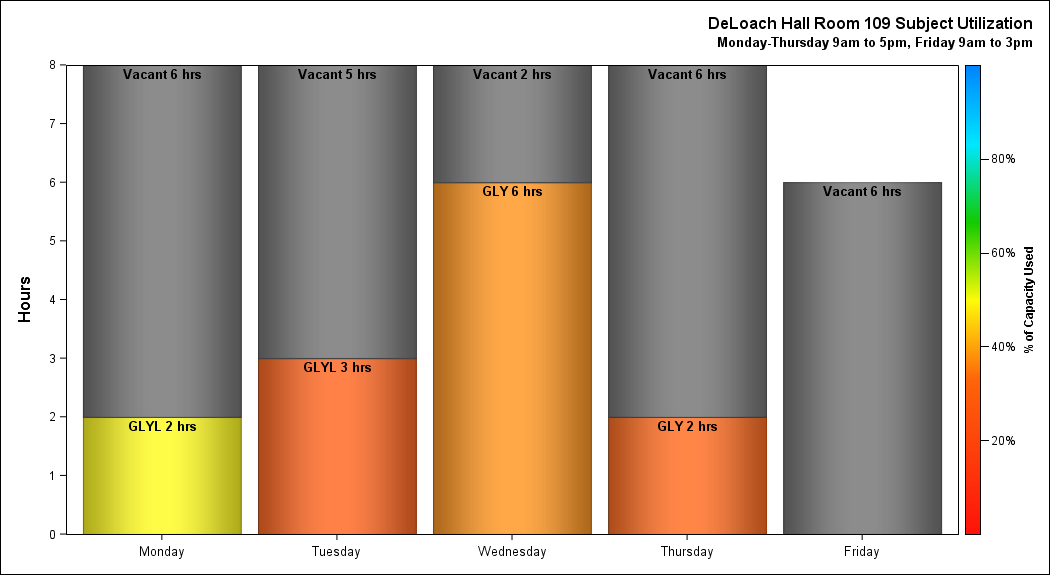 DeLoach Hall Room 109 Subject Utilization
Monday-Thursday 9am to 5pm, Friday 9am to 3pm
Hours
8
7
6
5
4
3
2
1
0
Vacant 6 hrs
GLYL 2 hrs
Vacant 5 hrs
GLYL 3 hrs
Vacant 2 hrs
GLY 6 hrs
Vacant 6 hrs
GLY 2 hrs
Vacant 6 hrs
Monday
Tuesday
Wednesday
Thursday
Friday
80%
60%
40%
20%
% of Capacity Used